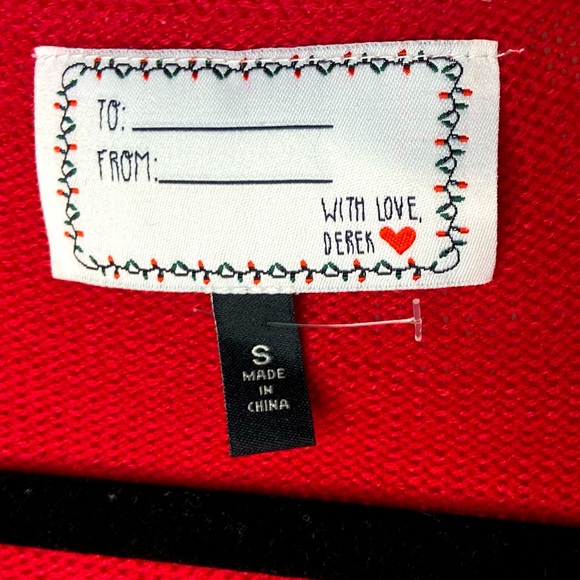 TO:
FROM:
WITH LOVE,
DEREK
S
MADE
IN
CHINA